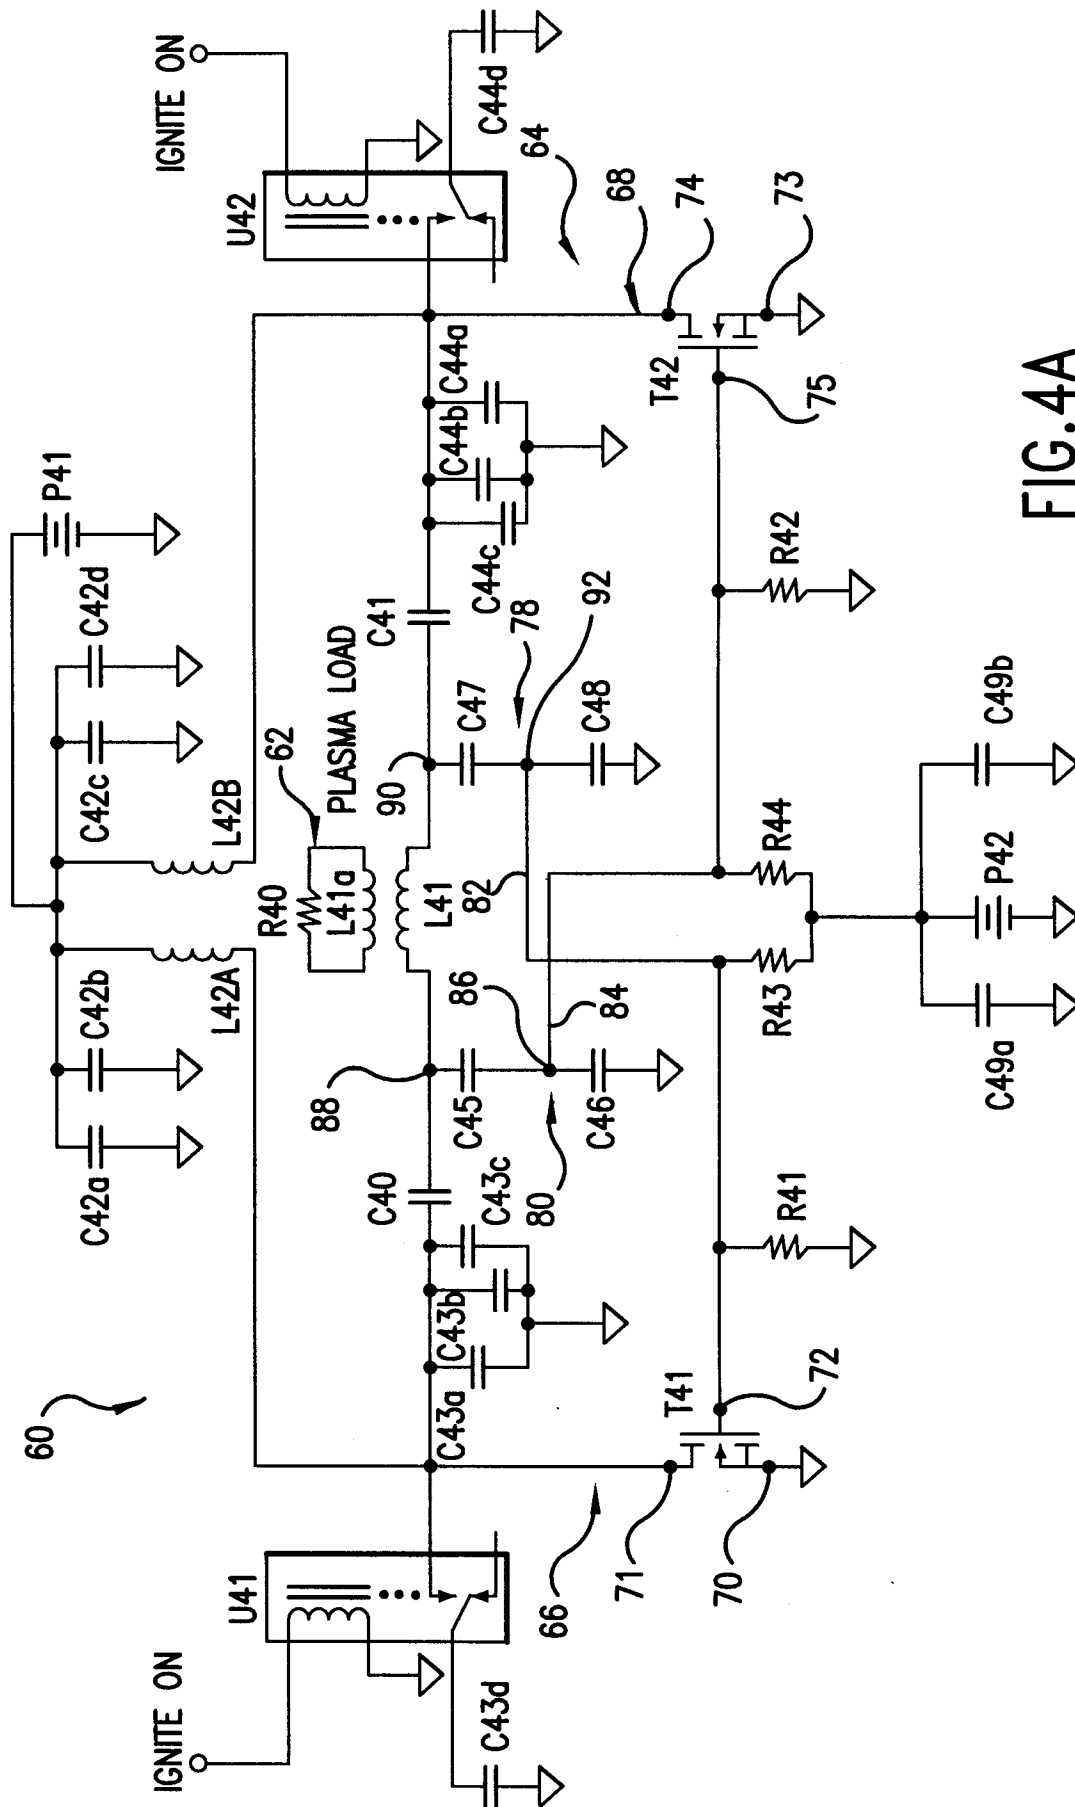 60
IGNITE ON
U41
C43d
66
71
70
T41
72
C43a
C43b
C43c
C40
R41
C42a
C42b
L42A
88
C45
80
C46
86
84
R40
62
L41a
PLASMA LOAD
L41
82
90
C47
78
92
C48
R43
R44
C49a
P42
C49b
C42c
C42d
L42B
P41
C41
C44c
C44b
C44a
R42
U42
IGNITE ON
C44d
64
68
74
T42
75
73
FIG.4A